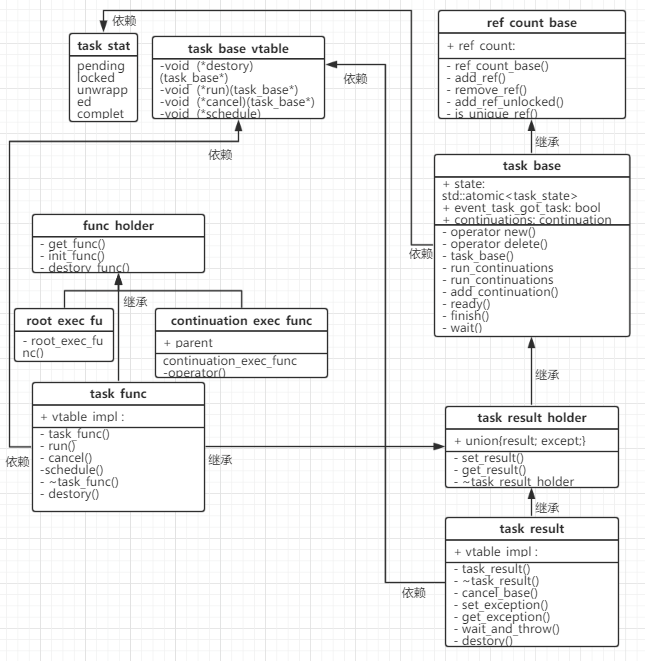 依赖
task stat
pending
locked
unwrapp
ed
complet
task base vtable
-void (*destory)
(task_base*)
-void (*run)(task_base*)
-void (*cancel)(task_base*)
-void (*schedule)
依赖
ref count base
+ ref count:
- ref_count_base()
- add_ref()
- remove_ref()
- add_ref_unlocked()
- is_unique_ref()
继承
依赖
task base
+ state:
std::atomic<task_state>
+ event_task_got_task: bool
+ continuations: continuation
- operator new()
- operator delete()
- task_base()
- run_continuations
- run_continuations
- add_continuation()
- ready()
- finish()
- wait()
依赖
func holder
- get_func()
- init_func()
- destory_func()
继承
root exec fu
- root_exec_fu
nc()
continuation exec func
+ parent
continuation_exec_func
-operator()
继承
task func
+ vtable impl :
- task_func()
- run()
- cancel()
-schedule()
- ~task_func()
- destory()
依赖
继承
task result holder
+ union{result; except;}
- set_result()
- get_result()
- ~task_result_holder
继承
task result
+ vtable impl :
- task_result()
- ~task_result()
- cancel_base()
- set_exception()
- get_exception()
- wait_and_throw()
- destory()
依赖